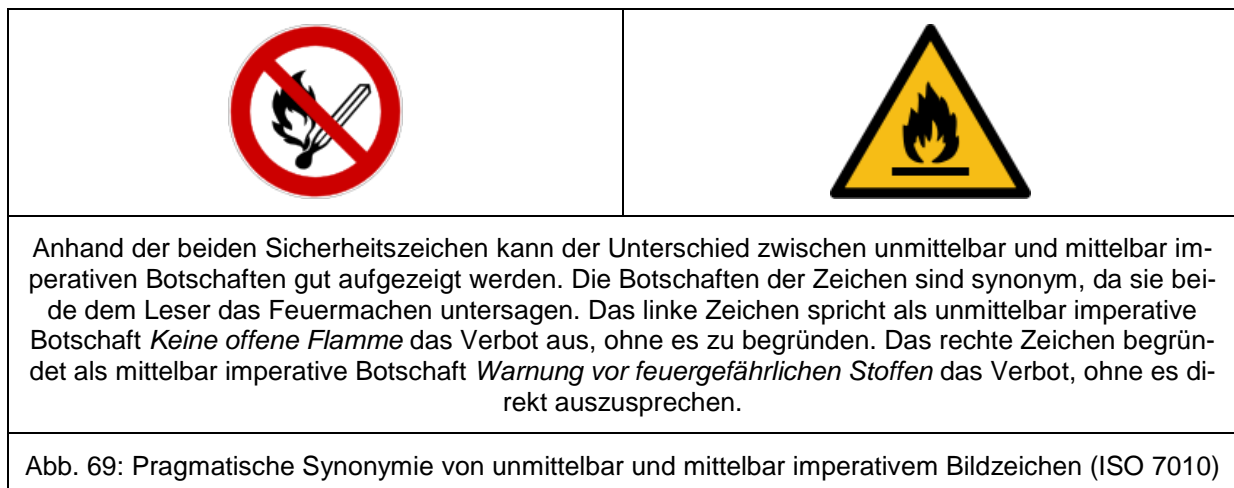 Anhand der beiden Sicherheitszeichen kann der Unterschied zwischen unmittelbar und mittelbar im-
perativen Botschaften gut aufgezeigt werden. Die Botschaften der Zeichen sind synonym, da sie bei-
de dem Leser das Feuermachen untersagen. Das linke Zeichen spricht als unmittelbar imperative
Botschaft Keine offene Flamme das Verbot aus, ohne es zu begründen. Das rechte Zeichen begrün-
det als mittelbar imperative Botschaft Warnung vor feuergefährlichen Stoffen das Verbot, ohne es di-
rekt auszusprechen.
Abb. 69: Pragmatische Synonymie von unmittelbar und mittelbar imperativem Bildzeichen (ISO 7010)